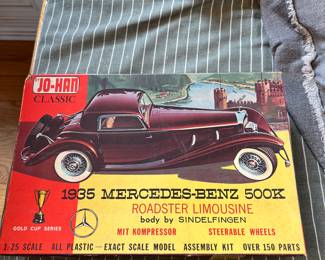 JO-HAN
CLASSIC
1935 MERCEDES-BENZ 500K
ROADSTER LIMOUSINE
body by SINDELFINGEN
MIT KOMPRESSOR STEERABLE WHEELS
GOLD CUP SERIES
1:25 SCALE ALL PLASTIC—EXACT SCALE MODEL ASSEMBLY KIT OVER 150 PARTS